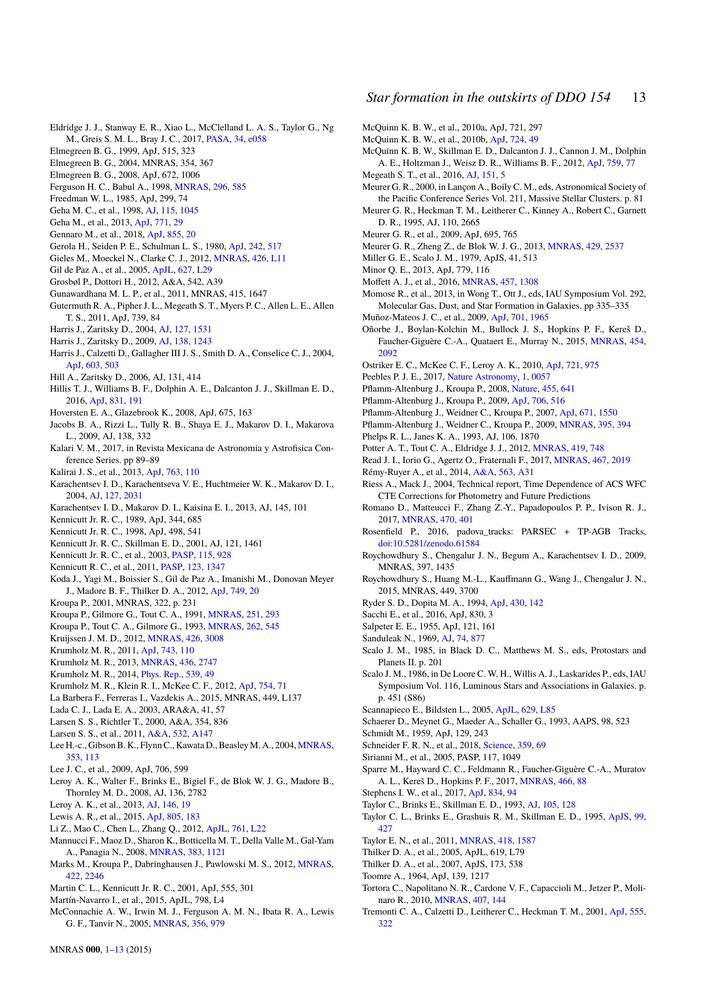 Star formation in the outskirts of DDO 154 13
Eldridge J. J., Stanway E. R., Xiao L., McClelland L. A. S., Taylor G., Ng
M., Greis S. M. L., Bray J. C., 2017, PASA, 34, e058
Elmegreen B. G., 1999, ApJ, 515, 323
Elmegreen B. G., 2004, MNRAS, 354, 367
Elmegreen B. G., 2008, ApJ, 672, 1006
Ferguson H. C., Babul A., 1998, MNRAS, 296, 585
Freedman W. L., 1985, ApJ, 299, 74
Geha M. C., et al., 1998, AJ, 115, 1045
Geha M., et al., 2013, ApJ, 771, 29
Gennaro M., et al., 2018, ApJ, 855, 20
Gerola H., Seiden P. E., Schulman L. S., 1980, ApJ, 242, 517
Gieles M., Moeckel N., Clarke C. J., 2012, MNRAS, 426, L11
Gil de Paz A., et al., 2005, ApJL, 627, L29
Grosbøl P., Dottori H., 2012, A&A, 542, A39
Gunawardhana M. L. P., et al., 2011, MNRAS, 415, 1647
Gutermuth R. A., Pipher J. L., Megeath S. T., Myers P. C., Allen L. E., Allen
T. S., 2011, ApJ, 739, 84
Harris J., Zaritsky D., 2004, AJ, 127, 1531
Harris J., Zaritsky D., 2009, AJ, 138, 1243
Harris J., Calzetti D., Gallagher III J. S., Smith D. A., Conselice C. J., 2004,
ApJ, 603, 503
Hill A., Zaritsky D., 2006, AJ, 131, 414
Hillis T. J., Williams B. F., Dolphin A. E., Dalcanton J. J., Skillman E. D.,
2016, ApJ, 831, 191
Hoversten E. A., Glazebrook K., 2008, ApJ, 675, 163
Jacobs B. A., Rizzi L., Tully R. B., Shaya E. J., Makarov D. I., Makarova
L., 2009, AJ, 138, 332
Kalari V. M., 2017, in Revista Mexicana de Astronomia y Astrofisica Con-
ference Series. pp 89–89
Kalirai J. S., et al., 2013, ApJ, 763, 110
Karachentsev I. D., Karachentseva V. E., Huchtmeier W. K., Makarov D. I.,
2004, AJ, 127, 2031
Karachentsev I. D., Makarov D. I., Kaisina E. I., 2013, AJ, 145, 101
Kennicutt Jr. R. C., 1989, ApJ, 344, 685
Kennicutt Jr. R. C., 1998, ApJ, 498, 541
Kennicutt Jr. R. C., Skillman E. D., 2001, AJ, 121, 1461
Kennicutt Jr. R. C., et al., 2003, PASP, 115, 928
Kennicutt R. C., et al., 2011, PASP, 123, 1347
Koda J., Yagi M., Boissier S., Gil de Paz A., Imanishi M., Donovan Meyer
J., Madore B. F., Thilker D. A., 2012, ApJ, 749, 20
Kroupa P., 2001, MNRAS, 322, p. 231
Kroupa P., Gilmore G., Tout C. A., 1991, MNRAS, 251, 293
Kroupa P., Tout C. A., Gilmore G., 1993, MNRAS, 262, 545
Kruijssen J. M. D., 2012, MNRAS, 426, 3008
Krumholz M. R., 2011, ApJ, 743, 110
Krumholz M. R., 2013, MNRAS, 436, 2747
Krumholz M. R., 2014, Phys. Rep., 539, 49
Krumholz M. R., Klein R. I., McKee C. F., 2012, ApJ, 754, 71
La Barbera F., Ferreras I., Vazdekis A., 2015, MNRAS, 449, L137
Lada C. J., Lada E. A., 2003, ARA&A, 41, 57
Larsen S. S., Richtler T., 2000, A&A, 354, 836
Larsen S. S., et al., 2011, A&A, 532, A147
Lee H.-c., Gibson B. K., Flynn C., Kawata D., Beasley M. A., 2004, MNRAS,
353, 113
Lee J. C., et al., 2009, ApJ, 706, 599
Leroy A. K., Walter F., Brinks E., Bigiel F., de Blok W. J. G., Madore B.,
Thornley M. D., 2008, AJ, 136, 2782
Leroy A. K., et al., 2013, AJ, 146, 19
Lewis A. R., et al., 2015, ApJ, 805, 183
Li Z., Mao C., Chen L., Zhang Q., 2012, ApJL, 761, L22
Mannucci F., Maoz D., Sharon K., Botticella M. T., Della Valle M., Gal-Yam
A., Panagia N., 2008, MNRAS, 383, 1121
Marks M., Kroupa P., Dabringhausen J., Pawlowski M. S., 2012, MNRAS,
422, 2246
Martin C. L., Kennicutt Jr. R. C., 2001, ApJ, 555, 301
Martín-Navarro I., et al., 2015, ApJL, 798, L4
McConnachie A. W., Irwin M. J., Ferguson A. M. N., Ibata R. A., Lewis
G. F., Tanvir N., 2005, MNRAS, 356, 979
McQuinn K. B. W., et al., 2010a, ApJ, 721, 297
McQuinn K. B. W., et al., 2010b, ApJ, 724, 49
McQuinn K. B. W., Skillman E. D., Dalcanton J. J., Cannon J. M., Dolphin
A. E., Holtzman J., Weisz D. R., Williams B. F., 2012, ApJ, 759, 77
Megeath S. T., et al., 2016, AJ, 151, 5
Meurer G. R., 2000, in Lançon A., Boily C. M., eds, Astronomical Society of
the Pacific Conference Series Vol. 211, Massive Stellar Clusters. p. 81
Meurer G. R., Heckman T. M., Leitherer C., Kinney A., Robert C., Garnett
D. R., 1995, AJ, 110, 2665
Meurer G. R., et al., 2009, ApJ, 695, 765
Meurer G. R., Zheng Z., de Blok W. J. G., 2013, MNRAS, 429, 2537
Miller G. E., Scalo J. M., 1979, ApJS, 41, 513
Minor Q. E., 2013, ApJ, 779, 116
Moffett A. J., et al., 2016, MNRAS, 457, 1308
Momose R., et al., 2013, in Wong T., Ott J., eds, IAU Symposium Vol. 292,
Molecular Gas, Dust, and Star Formation in Galaxies. pp 335–335
Muñoz-Mateos J. C., et al., 2009, ApJ, 701, 1965
Oñorbe J., Boylan-Kolchin M., Bullock J. S., Hopkins P. F., Kereš D.,
Faucher-Giguère C.-A., Quataert E., Murray N., 2015, MNRAS, 454,
2092
Ostriker E. C., McKee C. F., Leroy A. K., 2010, ApJ, 721, 975
Peebles P. J. E., 2017, Nature Astronomy, 1, 0057
Pflamm-Altenburg J., Kroupa P., 2008, Nature, 455, 641
Pflamm-Altenburg J., Kroupa P., 2009, ApJ, 706, 516
Pflamm-Altenburg J., Weidner C., Kroupa P., 2007, ApJ, 671, 1550
Pflamm-Altenburg J., Weidner C., Kroupa P., 2009, MNRAS, 395, 394
Phelps R. L., Janes K. A., 1993, AJ, 106, 1870
Potter A. T., Tout C. A., Eldridge J. J., 2012, MNRAS, 419, 748
Read J. I., Iorio G., Agertz O., Fraternali F., 2017, MNRAS, 467, 2019
Rémy-Ruyer A., et al., 2014, A&A, 563, A31
Riess A., Mack J., 2004, Technical report, Time Dependence of ACS WFC
CTE Corrections for Photometry and Future Predictions
Romano D., Matteucci F., Zhang Z.-Y., Papadopoulos P. P., Ivison R. J.,
2017, MNRAS, 470, 401
Rosenfield P., 2016, padova_tracks: PARSEC + TP-AGB Tracks,
doi:10.5281/zenodo.61584
Roychowdhury S., Chengalur J. N., Begum A., Karachentsev I. D., 2009,
MNRAS, 397, 1435
Roychowdhury S., Huang M.-L., Kauffmann G., Wang J., Chengalur J. N.,
2015, MNRAS, 449, 3700
Ryder S. D., Dopita M. A., 1994, ApJ, 430, 142
Sacchi E., et al., 2016, ApJ, 830, 3
Salpeter E. E., 1955, ApJ, 121, 161
Sanduleak N., 1969, AJ, 74, 877
Scalo J. M., 1985, in Black D. C., Matthews M. S., eds, Protostars and
Planets II. p. 201
Scalo J. M., 1986, in De Loore C. W. H., Willis A. J., Laskarides P., eds, IAU
Symposium Vol. 116, Luminous Stars and Associations in Galaxies. p.
p. 451 (S86)
Scannapieco E., Bildsten L., 2005, ApJL, 629, L85
Schaerer D., Meynet G., Maeder A., Schaller G., 1993, AAPS, 98, 523
Schmidt M., 1959, ApJ, 129, 243
Schneider F. R. N., et al., 2018, Science, 359, 69
Sirianni M., et al., 2005, PASP, 117, 1049
Sparre M., Hayward C. C., Feldmann R., Faucher-Giguère C.-A., Muratov
A. L., Kereš D., Hopkins P. F., 2017, MNRAS, 466, 88
Stephens I. W., et al., 2017, ApJ, 834, 94
Taylor C., Brinks E., Skillman E. D., 1993, AJ, 105, 128
Taylor C. L., Brinks E., Grashuis R. M., Skillman E. D., 1995, ApJS, 99,
427
Taylor E. N., et al., 2011, MNRAS, 418, 1587
Thilker D. A., et al., 2005, ApJL, 619, L79
Thilker D. A., et al., 2007, ApJS, 173, 538
Toomre A., 1964, ApJ, 139, 1217
Tortora C., Napolitano N. R., Cardone V. F., Capaccioli M., Jetzer P., Moli-
naro R., 2010, MNRAS, 407, 144
Tremonti C. A., Calzetti D., Leitherer C., Heckman T. M., 2001, ApJ, 555,
322
MNRAS 000, 1–13 (2015)